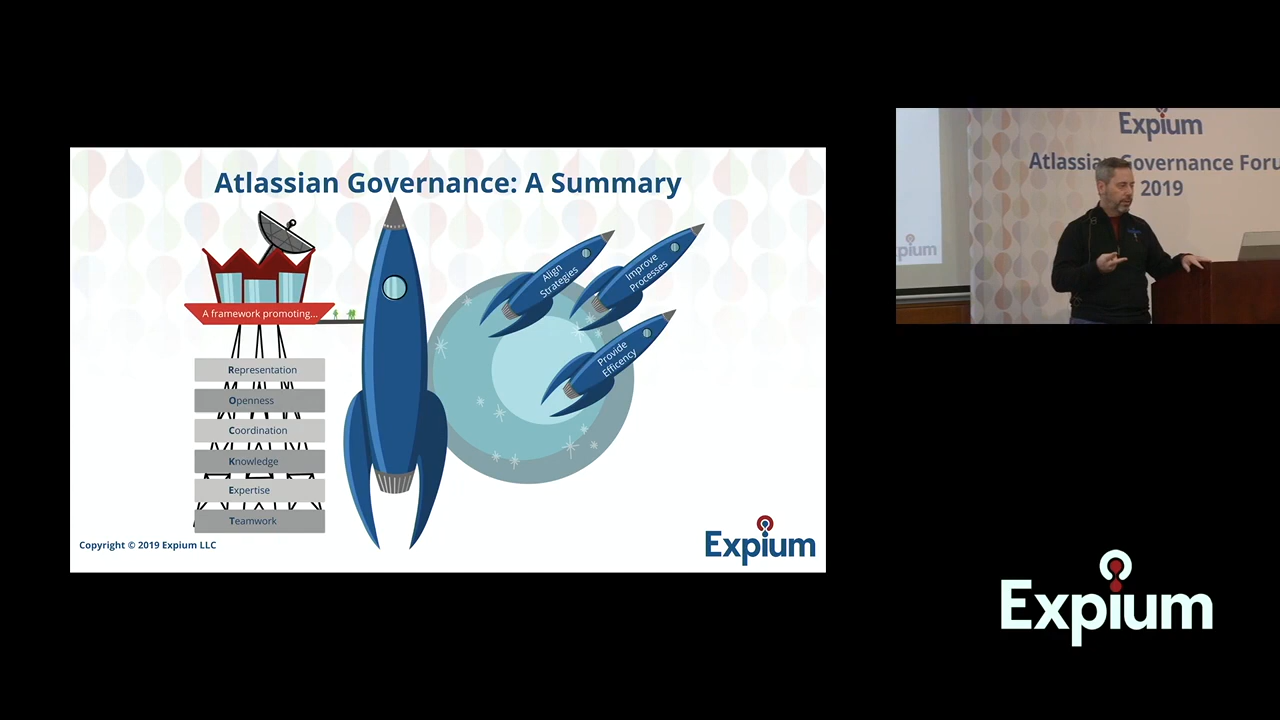 Atlassian Governance: A Summary
A framework promoting...
Representation
Openness
Coordination
Knowledge
Expertise
Teamwork
Align
Strategies
Improve
Processes
Provide
Efficency
Copyright © 2019 Expium LLC
Expium
Expium
Atlassian Governance Foru
2019
pium
Expium